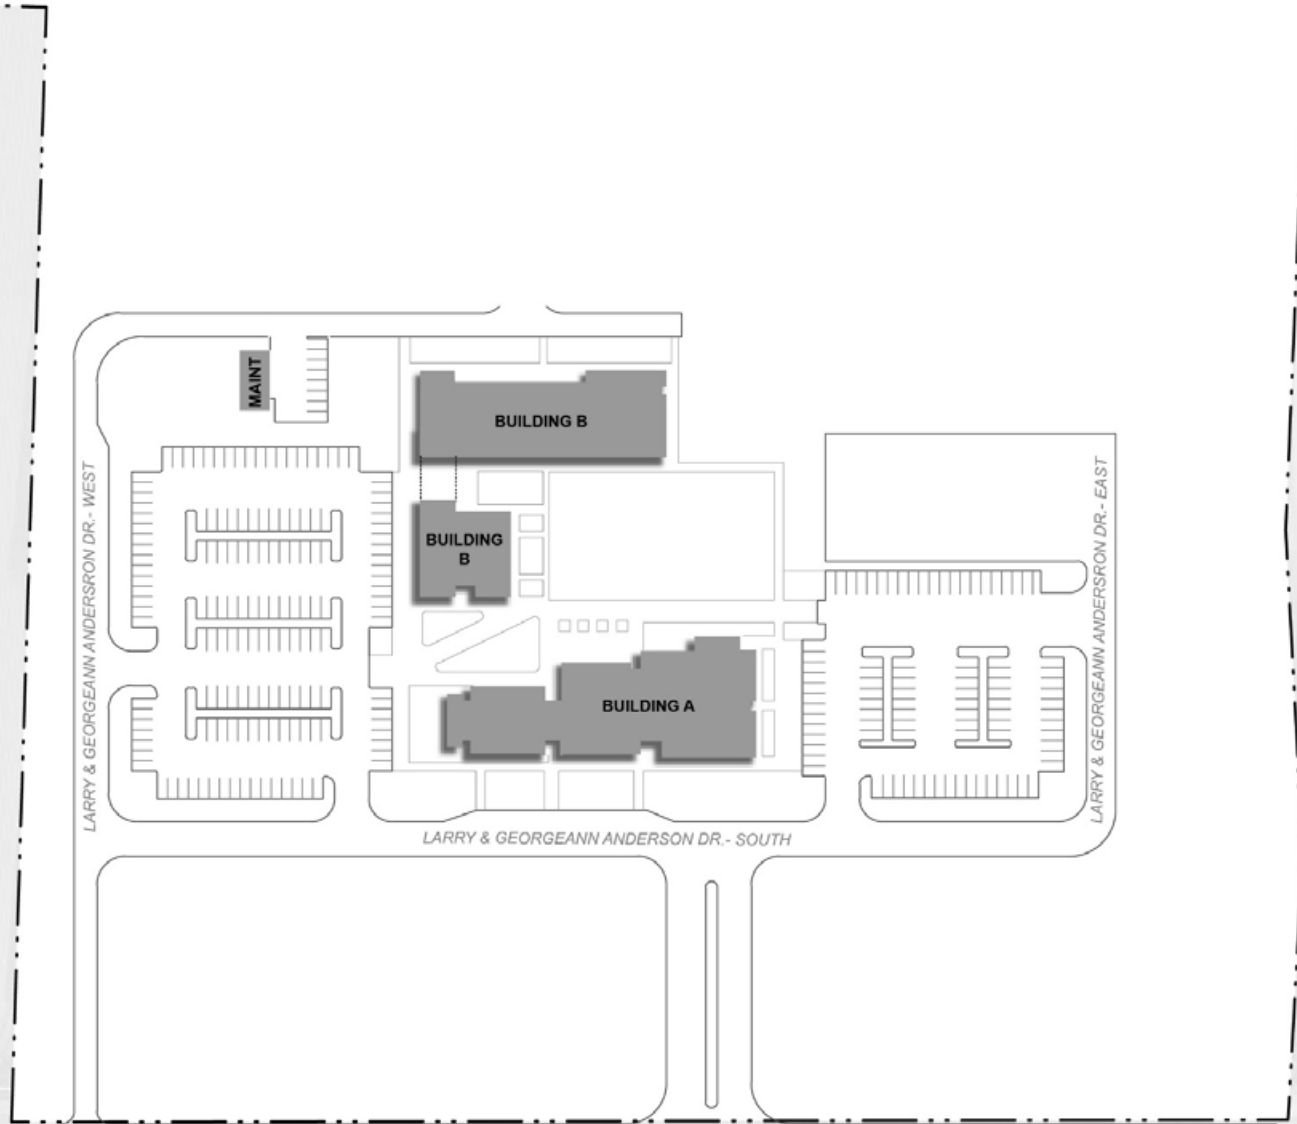 MAINT
BUILDING B
BUILDING
B
LARRY & GEORGEANN ANDERSRON DR.- WEST
LARRY & GEORGEANN ANDERSRON DR.- EAST
BUILDING A
LARRY & GEORGEANN ANDERSON DR.- SOUTH